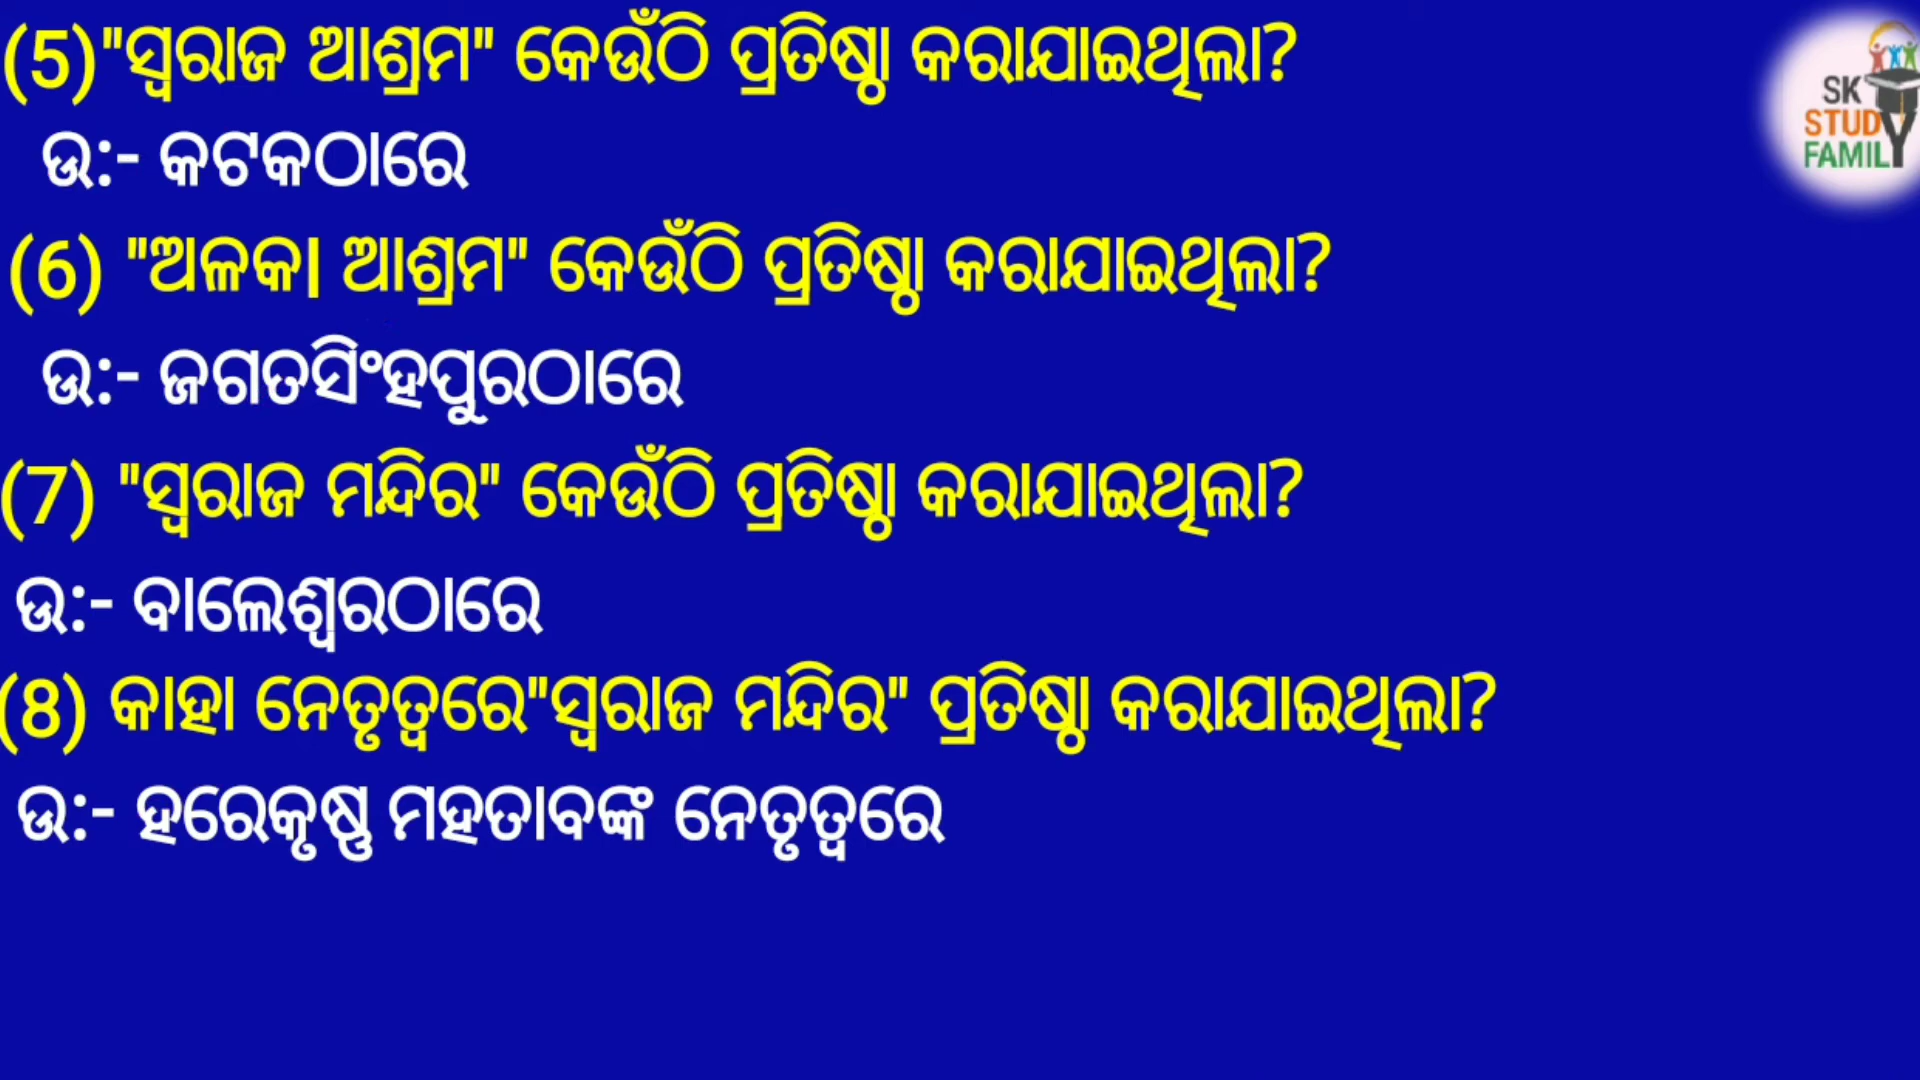 (5)"ସ୍ୱରାଜ ଆଶ୍ରମ" କେଉଁଠି ପ୍ରତିଷ୍ଠା କରାଯାଇଥିଲା?
ଉ:- କଟକଠାରେ
(6) "ଅଳକା ଆଶ୍ରମ" କେଉଁଠି ପ୍ରତିଷ୍ଠା କରାଯାଇଥିଲା?
ଉ:- ଜଗତସିଂହପୁରଠାରେ
(7) "ସ୍ୱରାଜ ମନ୍ଦିର" କେଉଁଠି ପ୍ରତିଷ୍ଠା କରାଯାଇଥିଲା?
ଉ:- ବାଲେଶ୍ୱରଠାରେ
(8) କାହା ନେତୃତ୍ୱରେ"ସ୍ୱରାଜ ମନ୍ଦିର" ପ୍ରତିଷ୍ଠା କରାଯାଇଥିଲା?
ଉ:- ହରେକୃଷ୍ଣ ମହତାବଙ୍କ ନେତୃତ୍ୱରେ
SK
STUDY
FAMILY